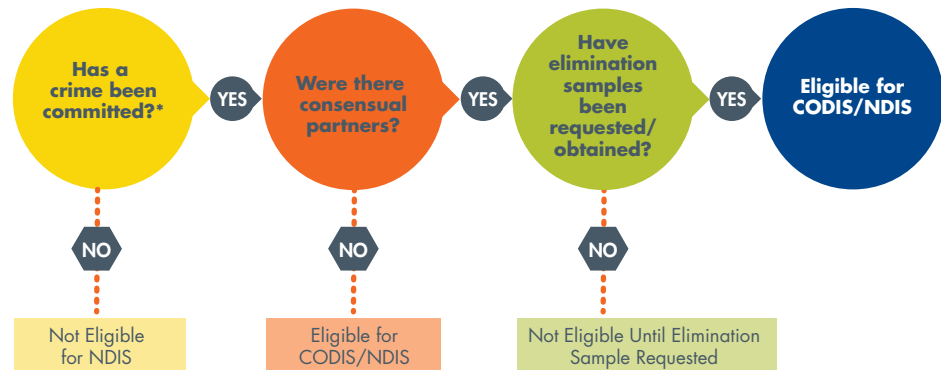 Has a
crime been
committed?*
YES
Were there
consensual
partners?
YES
Have
elimination
samples
been
requested/
obtained?
YES
Eligible for
CODIS/NDIS
NO
NO
NO
Not Eligible
for NDIS
Eligible for
CODIS/NDIS
Not Eligible Until Elimination
Sample Requested